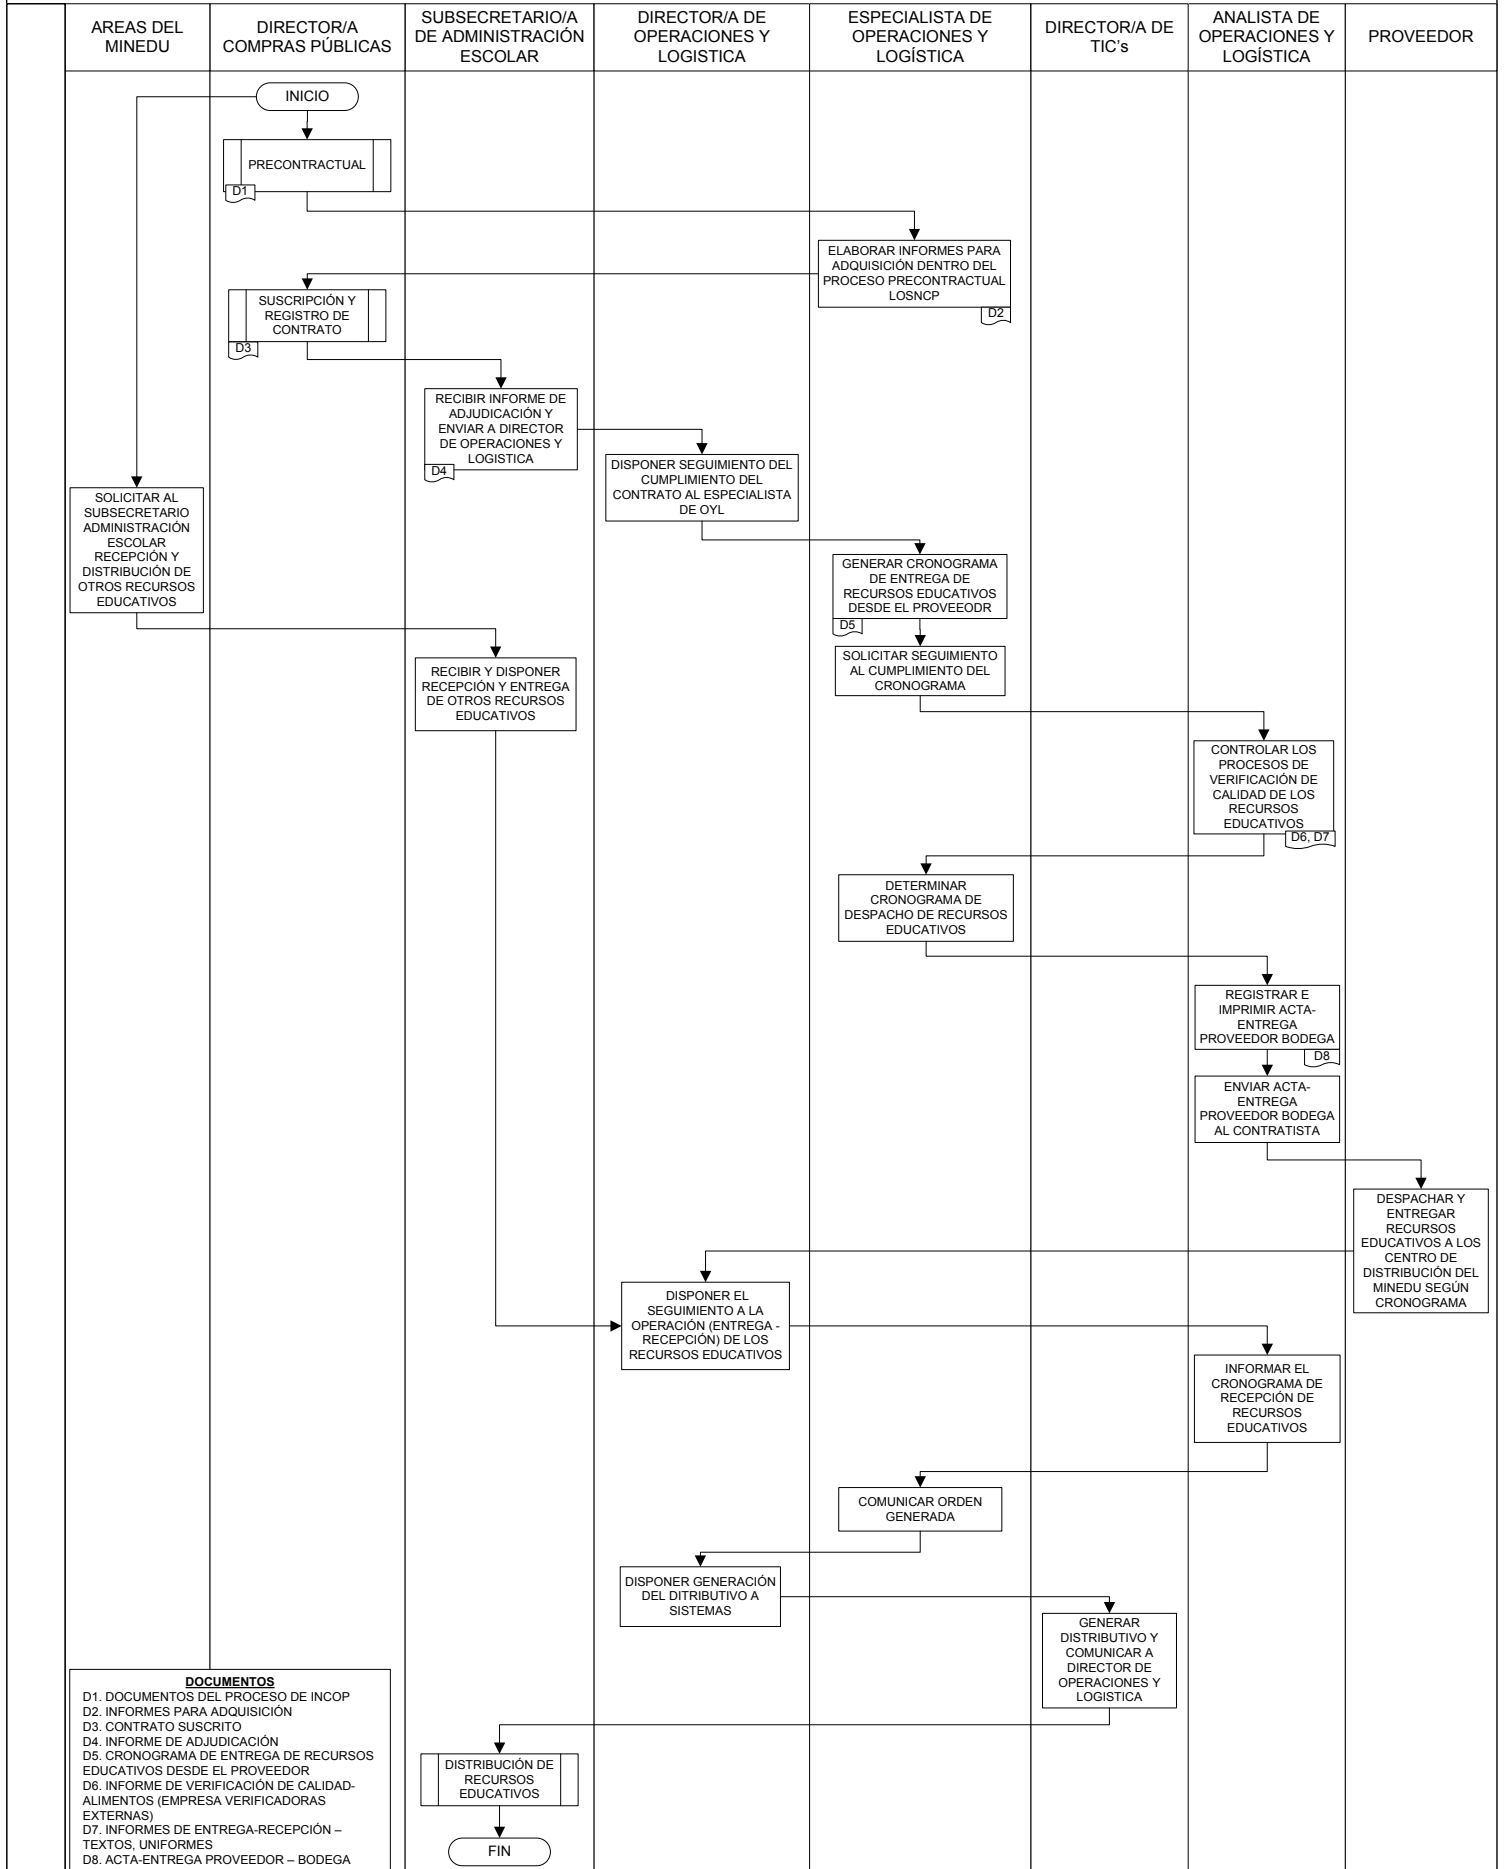 AREAS DEL
MINEDU
DIRECTOR/A
COMPRAS PÚBLICAS
SUBSECRETARIO/A
DE ADMINISTRACIÓN
ESCOLAR
DIRECTOR/A DE
OPERACIONES Y
LOGISTICA
ESPECIALISTA DE
OPERACIONES Y
LOGÍSTICA
DIRECTOR/A DE
TIC's
ANALISTA DE
OPERACIONES Y
LOGÍSTICA
PROVEEDOR
INICIO
PRECONTRACTUAL
D1
ELABORAR INFORMES PARA
ADQUISICIÓN DENTRO DEL
PROCESO PRECONTRACTUAL
LOSNCP
D2
SUSCRIPCIÓN Y
REGISTRO DE
CONTRATO
D3
RECIBIR INFORME DE
ADJUDICACIÓN Y
ENVIAR A DIRECTOR
DE OPERACIONES Y
LOGISTICA
D4
DISPONER SEGUIMIENTO DEL
CUMPLIMIENTO DEL
CONTRATO AL ESPECIALISTA
DE OYL
SOLICITAR AL
SUBSECRETARIO
ADMINISTRACIÓN
ESCOLAR
RECEPCIÓN Y
DISTRIBUCIÓN DE
OTROS RECURSOS
EDUCATIVOS
GENERAR CRONOGRAMA
DE ENTREGA DE
RECURSOS EDUCATIVOS
DESDE EL PROVEEODR
D5
SOLICITAR SEGUIMIENTO
AL CUMPLIMIENTO DEL
CRONOGRAMA
RECIBIR Y DISPONER
RECEPCIÓN Y ENTREGA
DE OTROS RECURSOS
EDUCATIVOS
CONTROLAR LOS
PROCESOS DE
VERIFICACIÓN DE
CALIDAD DE LOS
RECURSOS
EDUCATIVOS
D6, D7
DETERMINAR
CRONOGRAMA DE
DESPACHO DE RECURSOS
EDUCATIVOS
REGISTRAR E
IMPRIMIR ACTA-
ENTREGA
PROVEEDOR BODEGA
D8
ENVIAR ACTA-
ENTREGA
PROVEEDOR BODEGA
AL CONTRATISTA
DESPACHAR Y
ENTREGAR
RECURSOS
EDUCATIVOS A LOS
CENTRO DE
DISTRIBUCIÓN DEL
MINEDU SEGÚN
CRONOGRAMA
DISPONER EL
SEGUIMIENTO A LA
OPERACIÓN (ENTREGA -
RECEPCIÓN) DE LOS
RECURSOS EDUCATIVOS
INFORMAR EL
CRONOGRAMA DE
RECEPCIÓN DE
RECURSOS
EDUCATIVOS
COMUNICAR ORDEN
GENERADA
DISPONER GENERACIÓN
DEL DITRIBUTIVO A
SISTEMAS
GENERAR
DISTRIBUTIVO Y
COMUNICAR A
DIRECTOR DE
OPERACIONES Y
LOGISTICA
DISTRIBUCIÓN DE
RECURSOS
EDUCATIVOS
FIN
DOCUMENTOS
D1. DOCUMENTOS DEL PROCESO DE INCOP
D2. INFORMES PARA ADQUISICIÓN
D3. CONTRATO SUSCRITO
D4. INFORME DE ADJUDICACIÓN
D5. CRONOGRAMA DE ENTREGA DE RECURSOS
EDUCATIVOS DESDE EL PROVEEDOR
D6. INFORME DE VERIFICACIÓN DE CALIDAD-
ALIMENTOS (EMPRESA VERIFICADORAS
EXTERNAS)
D7. INFORMES DE ENTREGA-RECEPCIÓN –
TEXTOS, UNIFORMES
D8. ACTA-ENTREGA PROVEEDOR – BODEGA